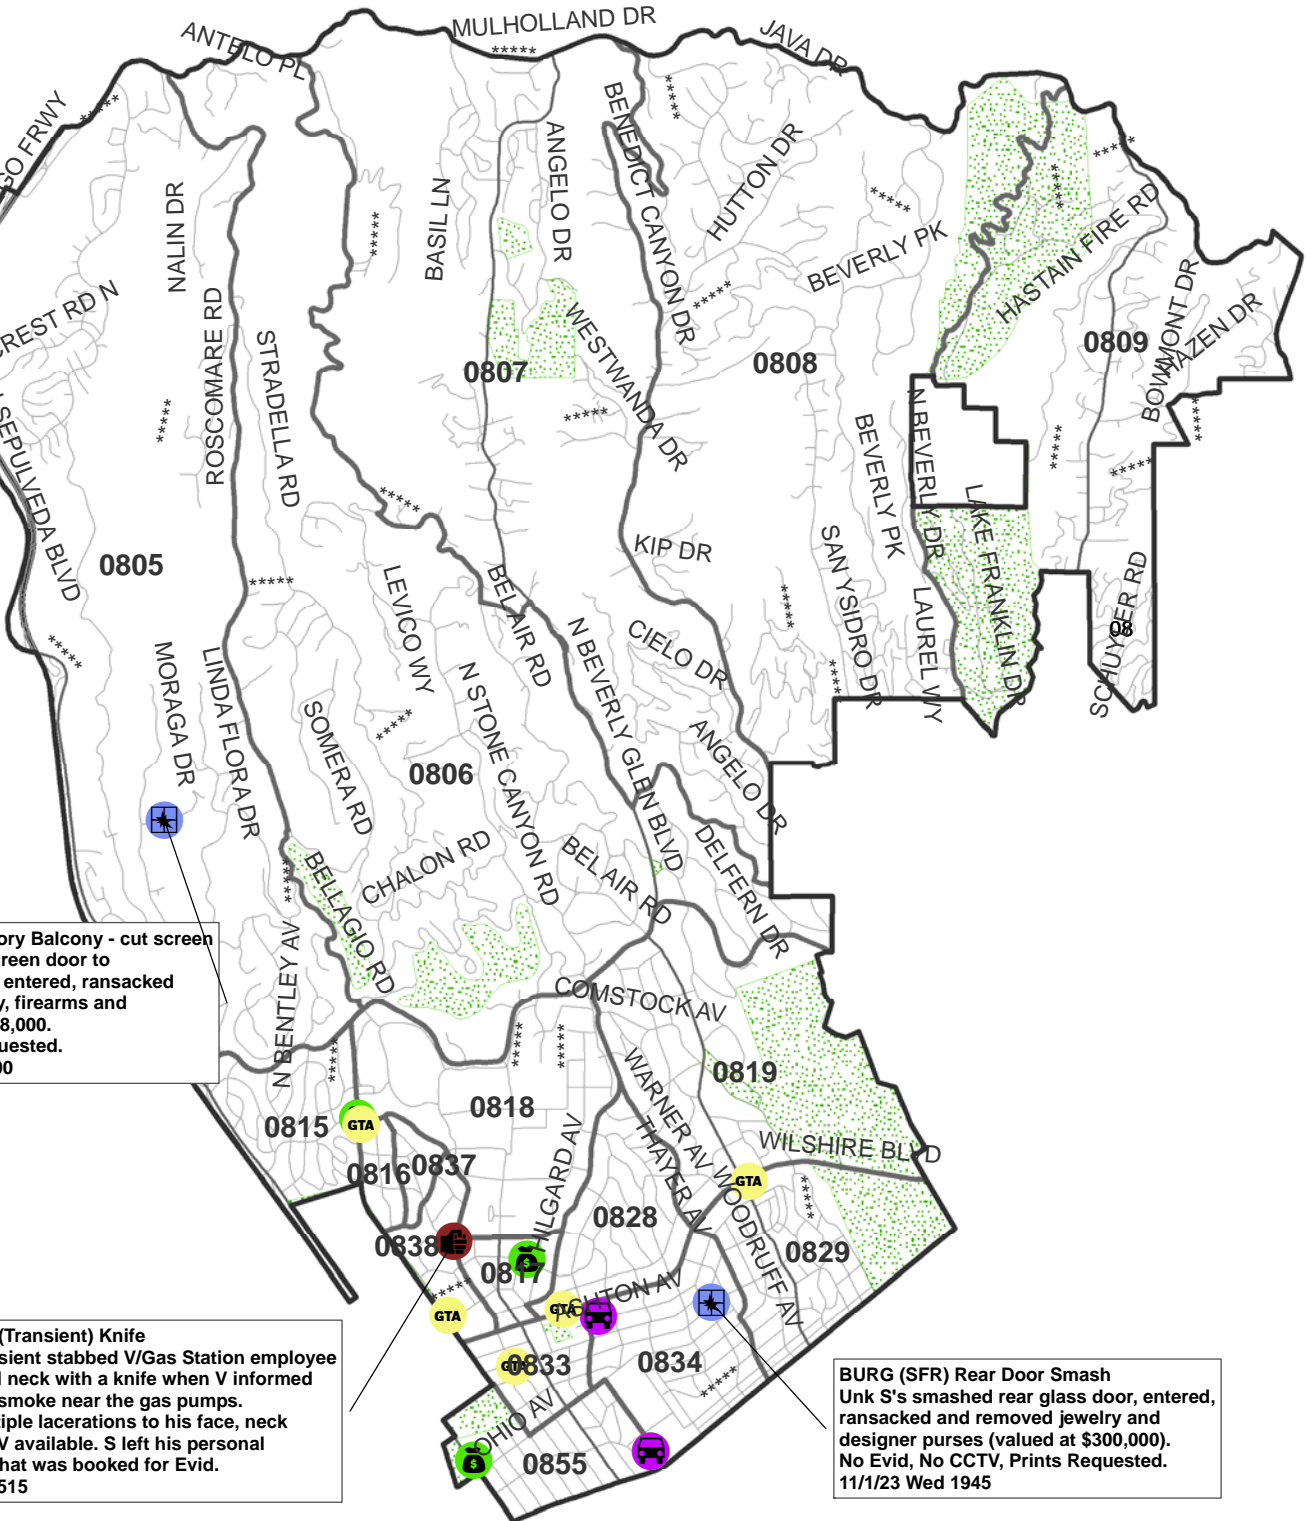 MULHOLLAND DR
ANTELO PL
*****
JAVA DR
GO FRWY
*****
*****
BENEDICT CANYON DR
ANGELO DR
HUTTON DR
*****
*****
*****
HASTAIN FIRE RD
NALIN DR
BASIL LN
*****
BEVERLY PK
BOWMONT DR
HAZEN DR
CREST RD N
ROSCOMARE RD
STRADELLA RD
WESTWANDA DR
*****
0807
0808
0809
SEPULVEDA BLVD
*****
*****
BEVERLY PK
N BEVERLY DR
*****
*****
*****
*****
LAKE FRANKLIN DR
KIP DR
SAN YSIDRO DR
LAUREL WY
SCHUYLER RD
08
0805
*****
LEVICO WY
BEL AIR RD
*****
N BEVERLY GLEN BLVD
CIELO DR
*****
*****
MORAGA DR
LINDA FLORA DR
SOMERA RD
*****
N STONE CANYON RD
ANGELO DR
0806
CHALON RD
BEL AIR RD
DELFERN DR
*****
BELLAGIO RD
N BENTLEY AV
ory Balcony - cut screen
reen door to
entered, ransacked
y, firearms and
8,000.
uested.
00
COMSTOCK AV
*****
*****
*****
WARNER AV
0819
0818
0815
GTA
THAYER AV
WILSHIRE BLVD
HILGARD AV
0816
0837
WOODRUFF AV
GTA
*****
0828
0838
0817
$
0829
*****
ASHTON AV
GTA
GTA
GTA
0833
0834
*****
OHIO AV
$
0855
(Transient) Knife
sient stabbed V/Gas Station employee
d neck with a knife when V informed
smoke near the gas pumps.
tiple lacerations to his face, neck
V available. S left his personal
hat was booked for Evid.
515
BURG (SFR) Rear Door Smash
Unk S's smashed rear glass door, entered,
ransacked and removed jewelry and
designer purses (valued at $300,000).
No Evid, No CCTV, Prints Requested.
11/1/23 Wed 1945